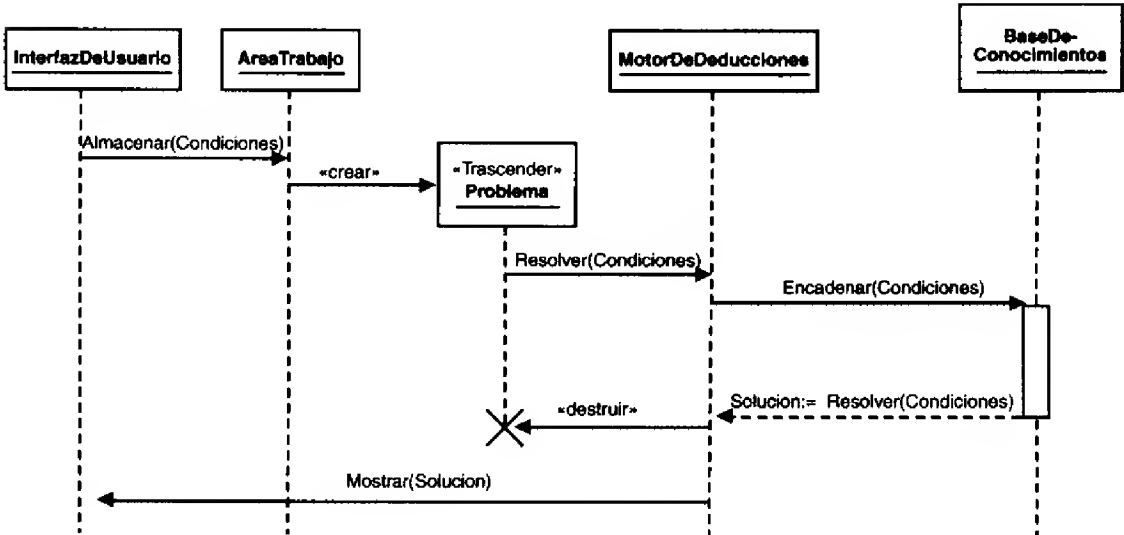 BaseDe-
Conocimientos
InterfazDeUsuario
AreaTrabajo
MotorDeDeducciones
Almacenar(Condiciones)
«crear»
«Trascender»
Problema
Resolver(Condiciones)
Encadenar(Condiciones)
Solucion:= Resolver(Condiciones)
«destruir»
Mostrar(Solucion)